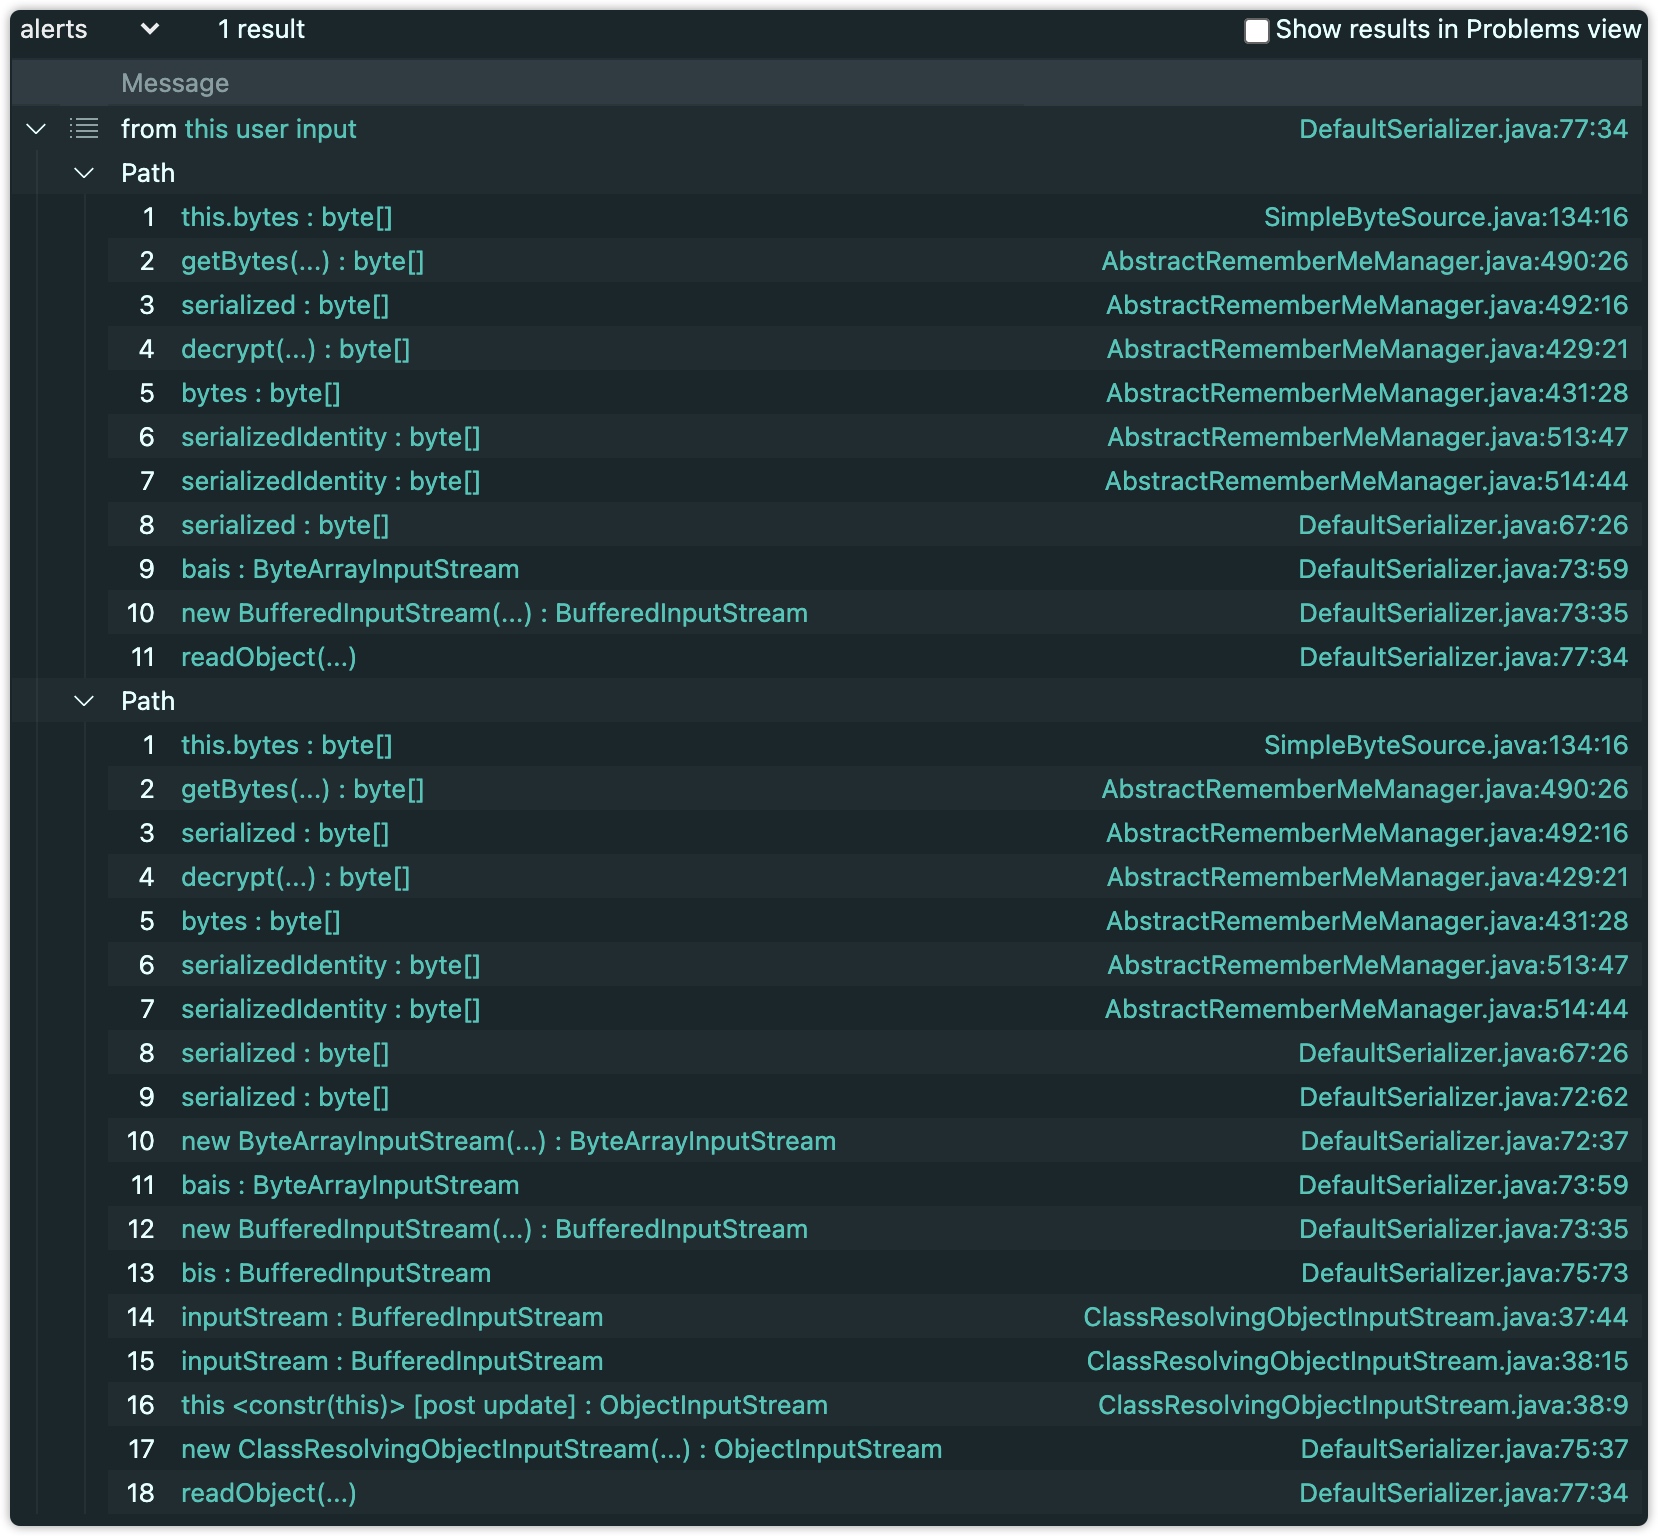 alerts 1 result Show results in Problems view
Message
from this user input DefaultSerializer.java:77:34
Path
1 this.bytes : byte[] SimpleByteSource.java:134:16
2 getBytes(...) : byte[] AbstractRememberMeManager.java:490:26
3 serialized : byte[] AbstractRememberMeManager.java:492:16
4 decrypt(...) : byte[] AbstractRememberMeManager.java:429:21
5 bytes : byte[] AbstractRememberMeManager.java:431:28
6 serializedIdentity : byte[] AbstractRememberMeManager.java:513:47
7 serializedIdentity : byte[] AbstractRememberMeManager.java:514:44
8 serialized : byte[] DefaultSerializer.java:67:26
9 bais : ByteArrayInputStream DefaultSerializer.java:73:59
10 new BufferedInputStream(...) : BufferedInputStream DefaultSerializer.java:73:35
11 readObject(...) DefaultSerializer.java:77:34
Path
1 this.bytes : byte[] SimpleByteSource.java:134:16
2 getBytes(...) : byte[] AbstractRememberMeManager.java:490:26
3 serialized : byte[] AbstractRememberMeManager.java:492:16
4 decrypt(...) : byte[] AbstractRememberMeManager.java:429:21
5 bytes : byte[] AbstractRememberMeManager.java:431:28
6 serializedIdentity : byte[] AbstractRememberMeManager.java:513:47
7 serializedIdentity : byte[] AbstractRememberMeManager.java:514:44
8 serialized : byte[] DefaultSerializer.java:67:26
9 serialized : byte[] DefaultSerializer.java:72:62
10 new ByteArrayInputStream(...) : ByteArrayInputStream DefaultSerializer.java:72:37
11 bais : ByteArrayInputStream DefaultSerializer.java:73:59
12 new BufferedInputStream(...) : BufferedInputStream DefaultSerializer.java:73:35
13 bis : BufferedInputStream DefaultSerializer.java:75:73
14 inputStream : BufferedInputStream ClassResolvingObjectInputStream.java:37:44
15 inputStream : BufferedInputStream ClassResolvingObjectInputStream.java:38:15
16 this <constr(this)> [post update] : ObjectInputStream ClassResolvingObjectInputStream.java:38:9
17 new ClassResolvingObjectInputStream(...) : ObjectInputStream DefaultSerializer.java:75:37
18 readObject(...) DefaultSerializer.java:77:34